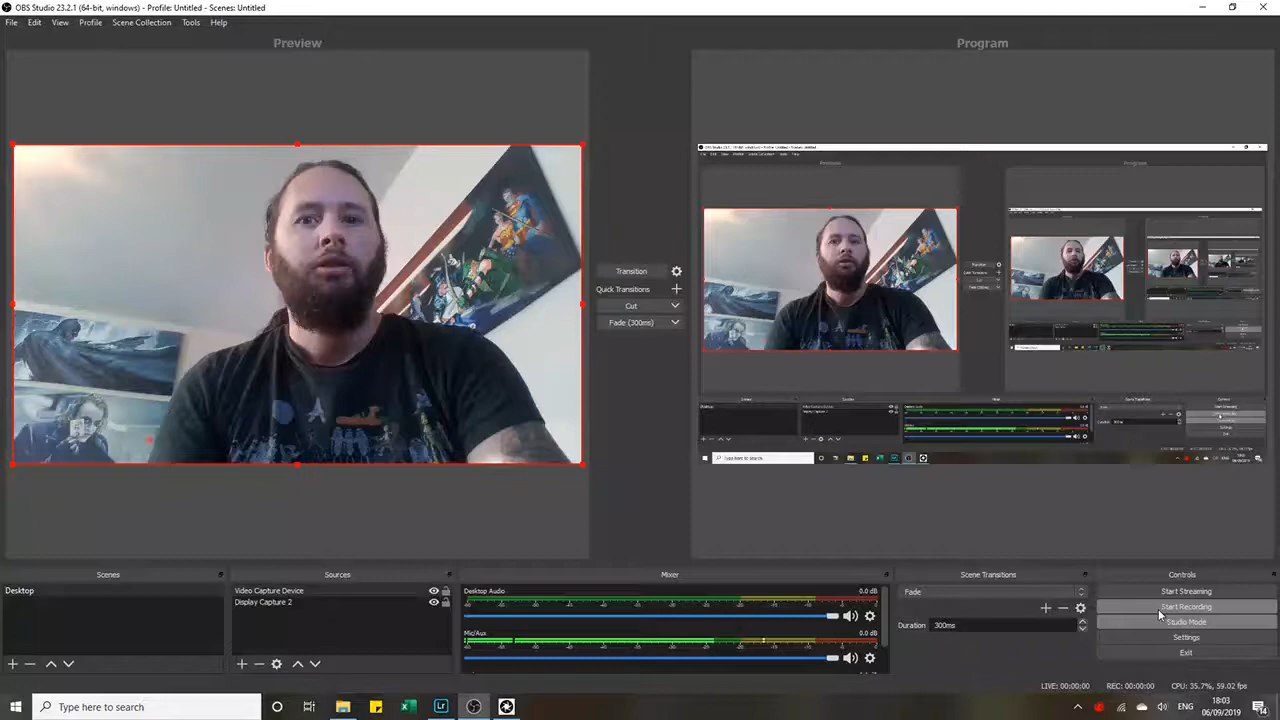 OBS Studio 23.2.1 (64-bit, windows) - Profile: Untitled - Scenes: Untitled
File Edit View Profile Scene Collection Tools Help
Preview
Program
Transition
Quick Transitions
Cut
Fade (300ms)
Scenes
Desktop
Sources
Video Capture Device
Display Capture 2
Mixer
Desktop Audio 0.0 dB
Mic/Aux 0.0 dB
Scene Transitions
Fade
Duration 300ms
Controls
Start Streaming
Start Recording
Studio Mode
Settings
Exit
LIVE: 00:00:00 REC: 00:00:00 CPU: 35.7%, 59.02 fps
Type here to search
Lr
ENG
18:03
06/09/2019
14